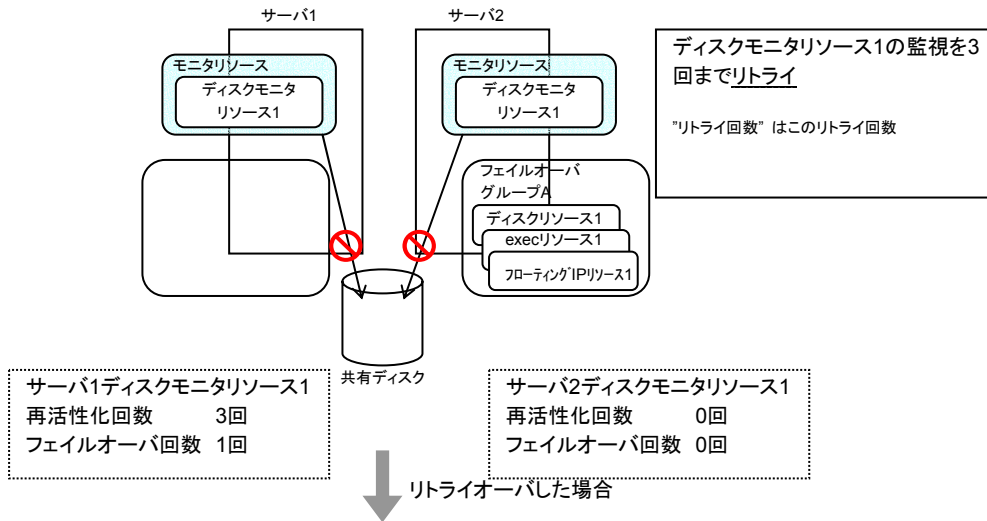 サーバ1
サーバ2
モニタリソース
ディスクモニタ
リソース1
モニタリソース
ディスクモニタ
リソース1
ディスクモニタリソース1の監視を3
回までリトライ
”リトライ回数” はこのリトライ回数
フェイルオーバ
グループA
ディスクリソース1
execリソース1
フローティングIPリソース1
共有ディスク
サーバ1ディスクモニタリソース1
再活性化回数 3回
フェイルオーバ回数 1回
サーバ2ディスクモニタリソース1
再活性化回数 0回
フェイルオーバ回数 0回
リトライオーバした場合